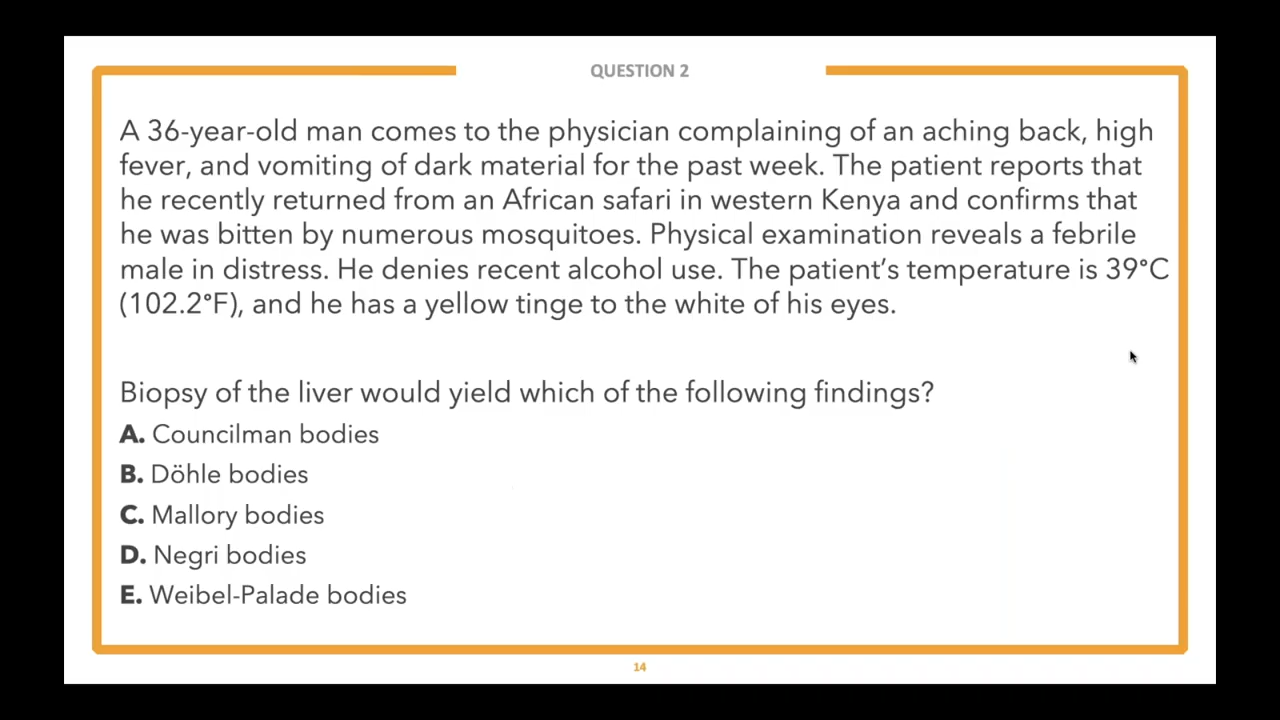 QUESTION 2
A 36-year-old man comes to the physician complaining of an aching back, high
fever, and vomiting of dark material for the past week. The patient reports that
he recently returned from an African safari in western Kenya and confirms that
he was bitten by numerous mosquitoes. Physical examination reveals a febrile
male in distress. He denies recent alcohol use. The patient’s temperature is 39°C
(102.2°F), and he has a yellow tinge to the white of his eyes.
Biopsy of the liver would yield which of the following findings?
A. Councilman bodies
B. Döhle bodies
C. Mallory bodies
D. Negri bodies
E. Weibel-Palade bodies
14